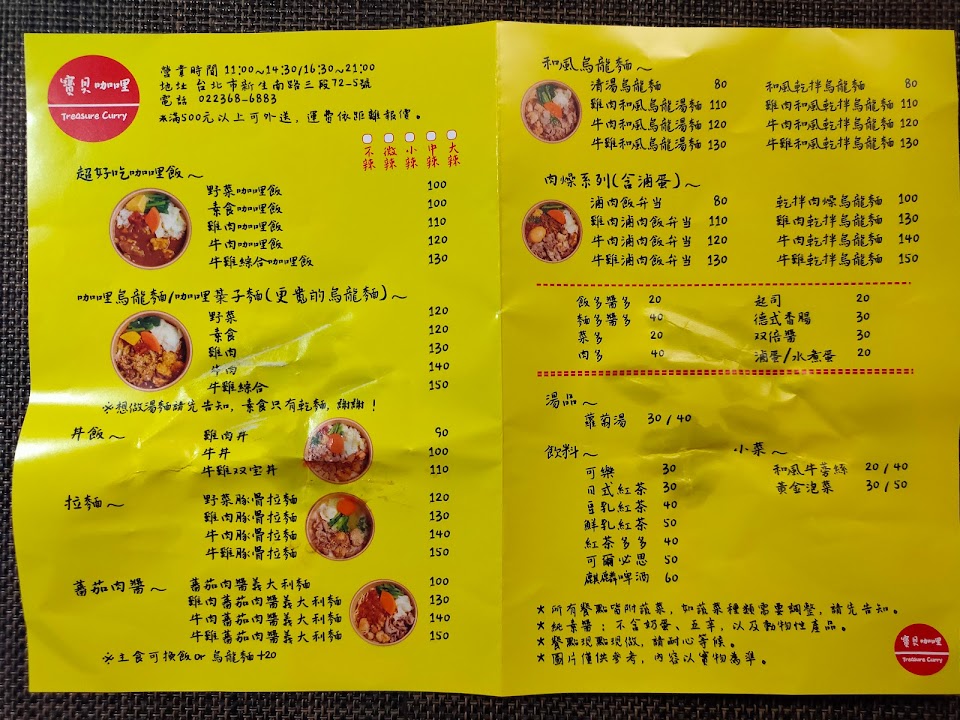 寶貝咖哩
Treasure Curry
營業時間 11:00~14:30/16:30~21:00
地址 台北市新生南路三段72-5號
電話 022368-6883
※滿500元以上可外送，運費依距離報價。
不辣 微辣 小辣 中辣 大辣
超好吃咖哩飯～
野菜咖哩飯 100
素食咖哩飯 100
雞肉咖哩飯 110
牛肉咖哩飯 120
牛雞綜合咖哩飯 130
咖哩烏龍麵/咖哩菓子麵(更寬的烏龍麵)～
野菜 120
素食 120
雞肉 130
牛肉 140
牛雞綜合 150
※想做湯麵請先告知，素食只有乾麵，謝謝！
丼飯～
雞肉丼 90
牛丼 100
牛雞双宝丼 110
拉麵～
野菜豚骨拉麵 120
雞肉豚骨拉麵 130
牛肉豚骨拉麵 140
牛雞豚骨拉麵 150
蕃茄肉醬～
蕃茄肉醬義大利麵 100
雞肉蕃茄肉醬義大利麵 130
牛肉蕃茄肉醬義大利麵 140
牛雞蕃茄肉醬義大利麵 150
※主食可換飯or 烏龍麵+20
和風烏龍麵～
清湯烏龍麵 80
雞肉和風烏龍湯麵 110
牛肉和風烏龍湯麵 120
牛雞和風烏龍湯麵 130
和風乾拌烏龍麵 80
雞肉和風乾拌烏龍麵 110
牛肉和風乾拌烏龍麵 120
牛雞和風乾拌烏龍麵 130
肉燥系列(含滷蛋)～
滷肉飯弁当 80
雞肉滷肉飯弁当 110
牛肉滷肉飯弁当 120
牛雞滷肉飯弁当 130
乾拌肉燥烏龍麵 100
雞肉乾拌烏龍麵 130
牛肉乾拌烏龍麵 140
牛雞乾拌烏龍麵 150
飯多醬多 20
麵多醬多 40
菜多 20
肉多 40
起司 20
德式香腸 30
双倍醬 30
滷蛋/水煮蛋 20
湯品～
蘿蔔湯 30/40
飲料～
可樂 30
日式紅茶 30
豆乳紅茶 40
鮮乳紅茶 50
紅茶多多 40
可爾必思 50
麒麟啤酒 60
小菜～
和風牛蒡絲 20/40
黃金泡菜 30/50
★所有餐點皆附蔬菜，如蔬菜種類需要調整，請先告知。
★純素醬：不含奶蛋、五辛，以及動物性產品。
★餐點現點現做，請耐心等候。
★圖片僅供參考，內容以實物為準。
寶貝咖哩
Treasure Curry